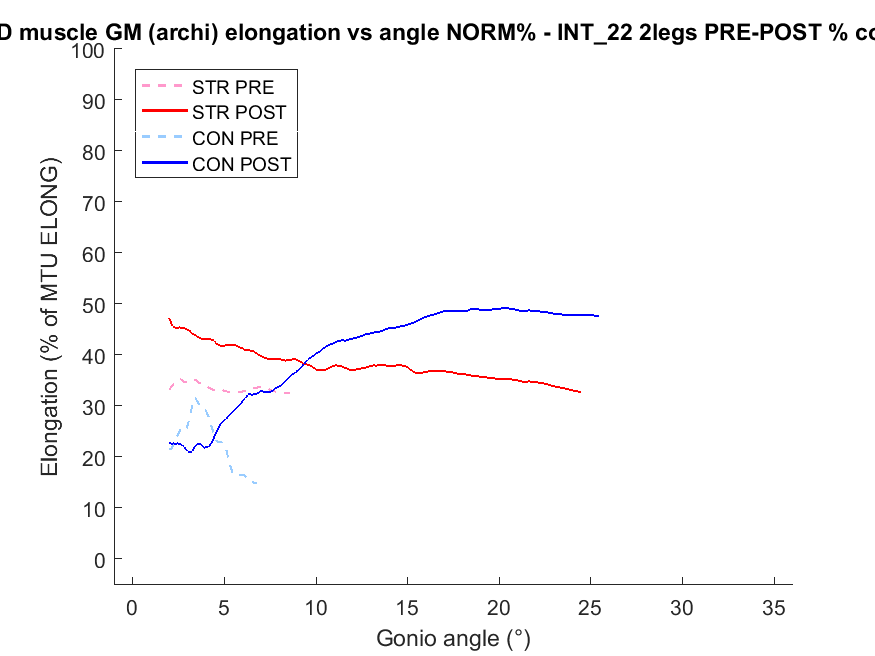 D muscle GM (archi) elongation vs angle NORM% - INT_22 2legs PRE-POST % co
100
90
80
70
60
50
40
30
20
10
0
Elongation (% of MTU ELONG)
STR PRE
STR POST
CON PRE
CON POST
0 5 10 15 20 25 30 35
Gonio angle (°)